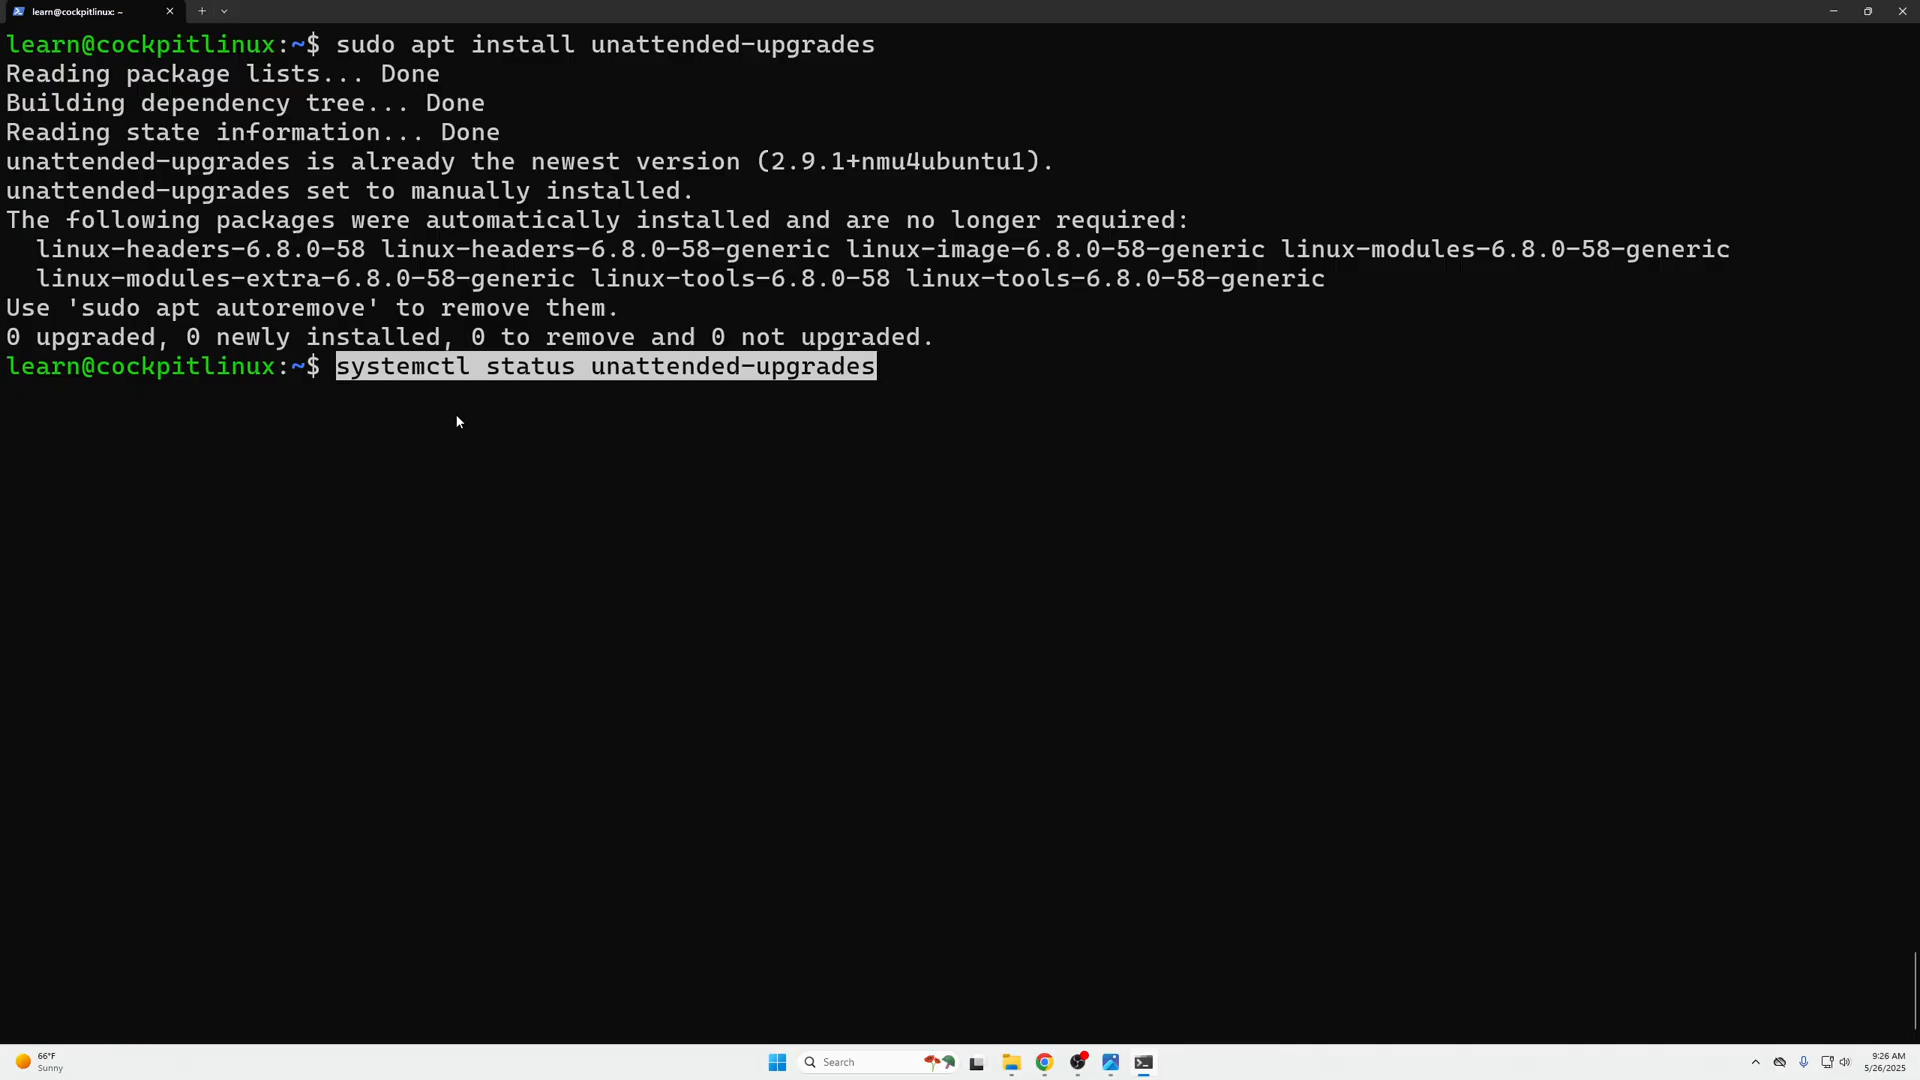 learn@cockpitlinux: ~
learn@cockpitlinux:~$ sudo apt install unattended-upgrades
Reading package lists... Done
Building dependency tree... Done
Reading state information... Done
unattended-upgrades is already the newest version (2.9.1+nmu4ubuntu1).
unattended-upgrades set to manually installed.
The following packages were automatically installed and are no longer required:
linux-headers-6.8.0-58 linux-headers-6.8.0-58-generic linux-image-6.8.0-58-generic linux-modules-6.8.0-58-generic
linux-modules-extra-6.8.0-58-generic linux-tools-6.8.0-58 linux-tools-6.8.0-58-generic
Use 'sudo apt autoremove' to remove them.
0 upgraded, 0 newly installed, 0 to remove and 0 not upgraded.
learn@cockpitlinux:~$ systemctl status unattended-upgrades
66°F
Sunny
Search
9:26 AM
5/26/2025